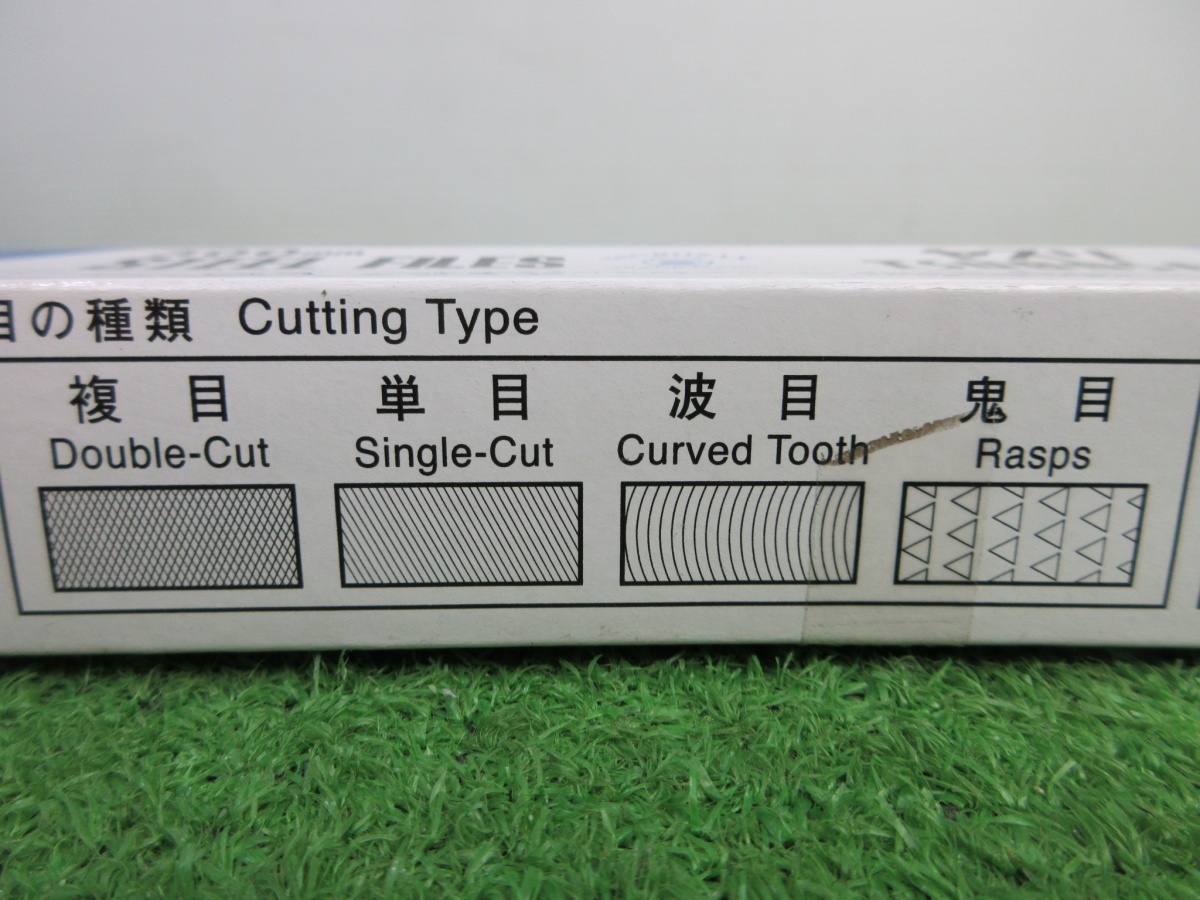 FILES
目の種類 Cutting Type
複目 単目 波目 鬼目
Double-Cut Single-Cut Curved Tooth Rasps